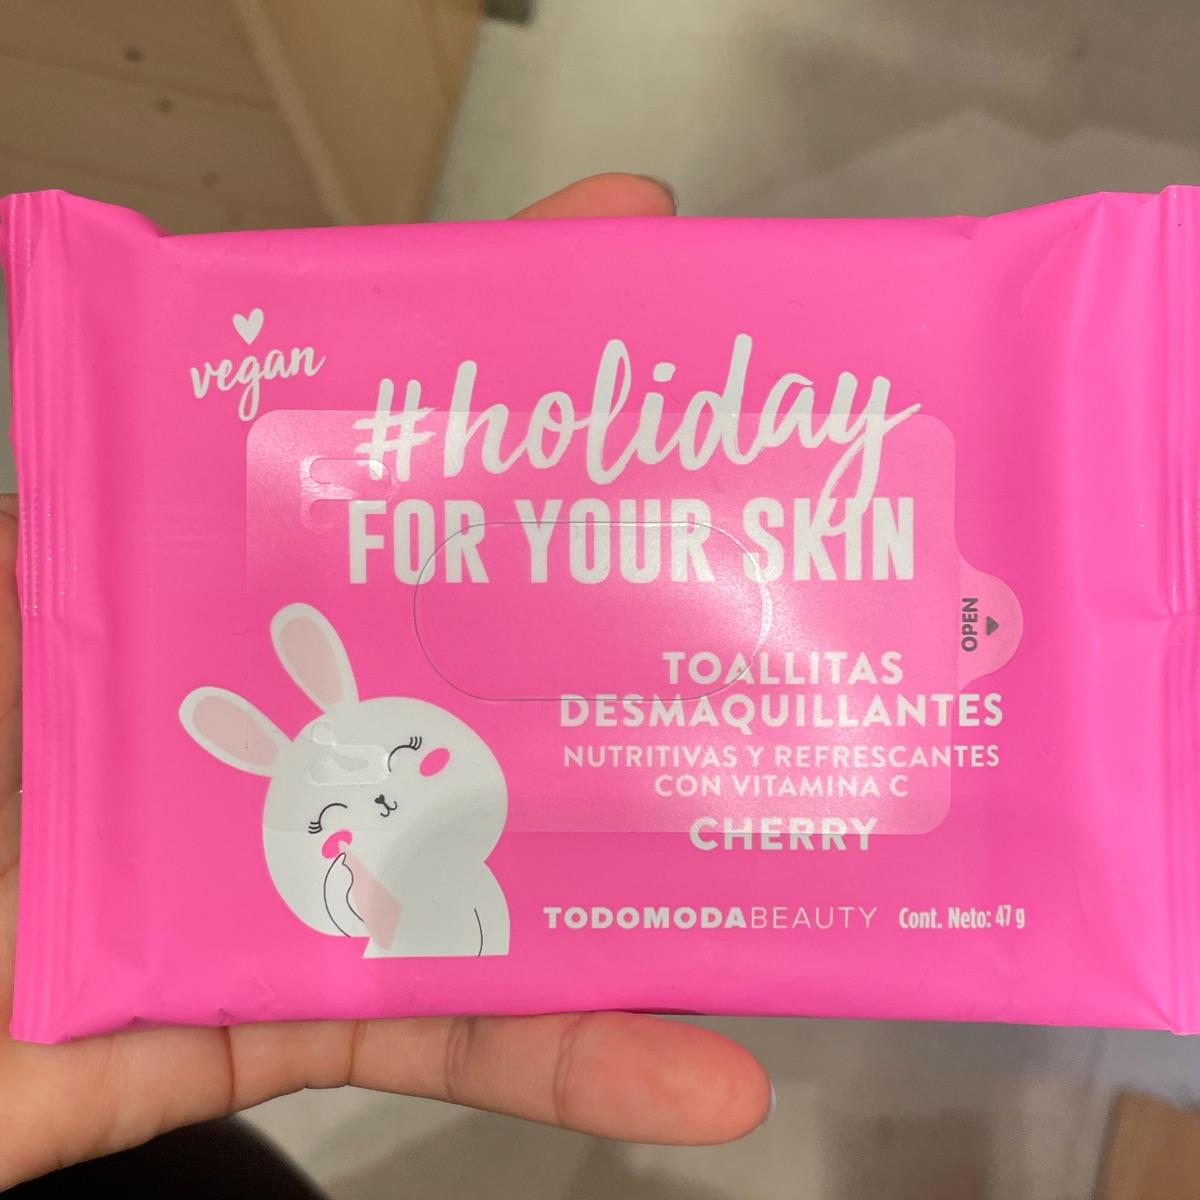 vegan
#holiday
FOR YOUR SKIN
OPEN
TOALLITAS
DESMAQUILLANTES
NUTRITIVAS Y REFRESCANTES
CON VITAMINA C
CHERRY
TODOMODABEAUTY Cont. Neto: 47 g